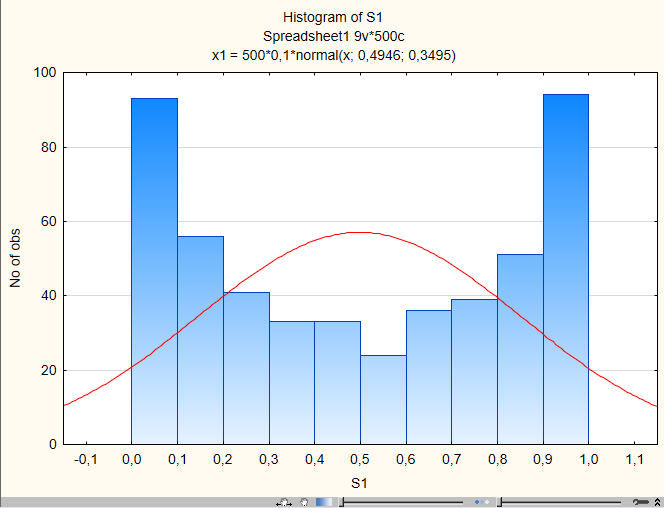 Histogram of S1
Spreadsheet1 9v*500c
x1 = 500*0,1*normal(x; 0,4946; 0,3495)
100
80
60
40
20
0
No of obs
-0,1 0,0 0,1 0,2 0,3 0,4 0,5 0,6 0,7 0,8 0,9 1,0 1,1
S1